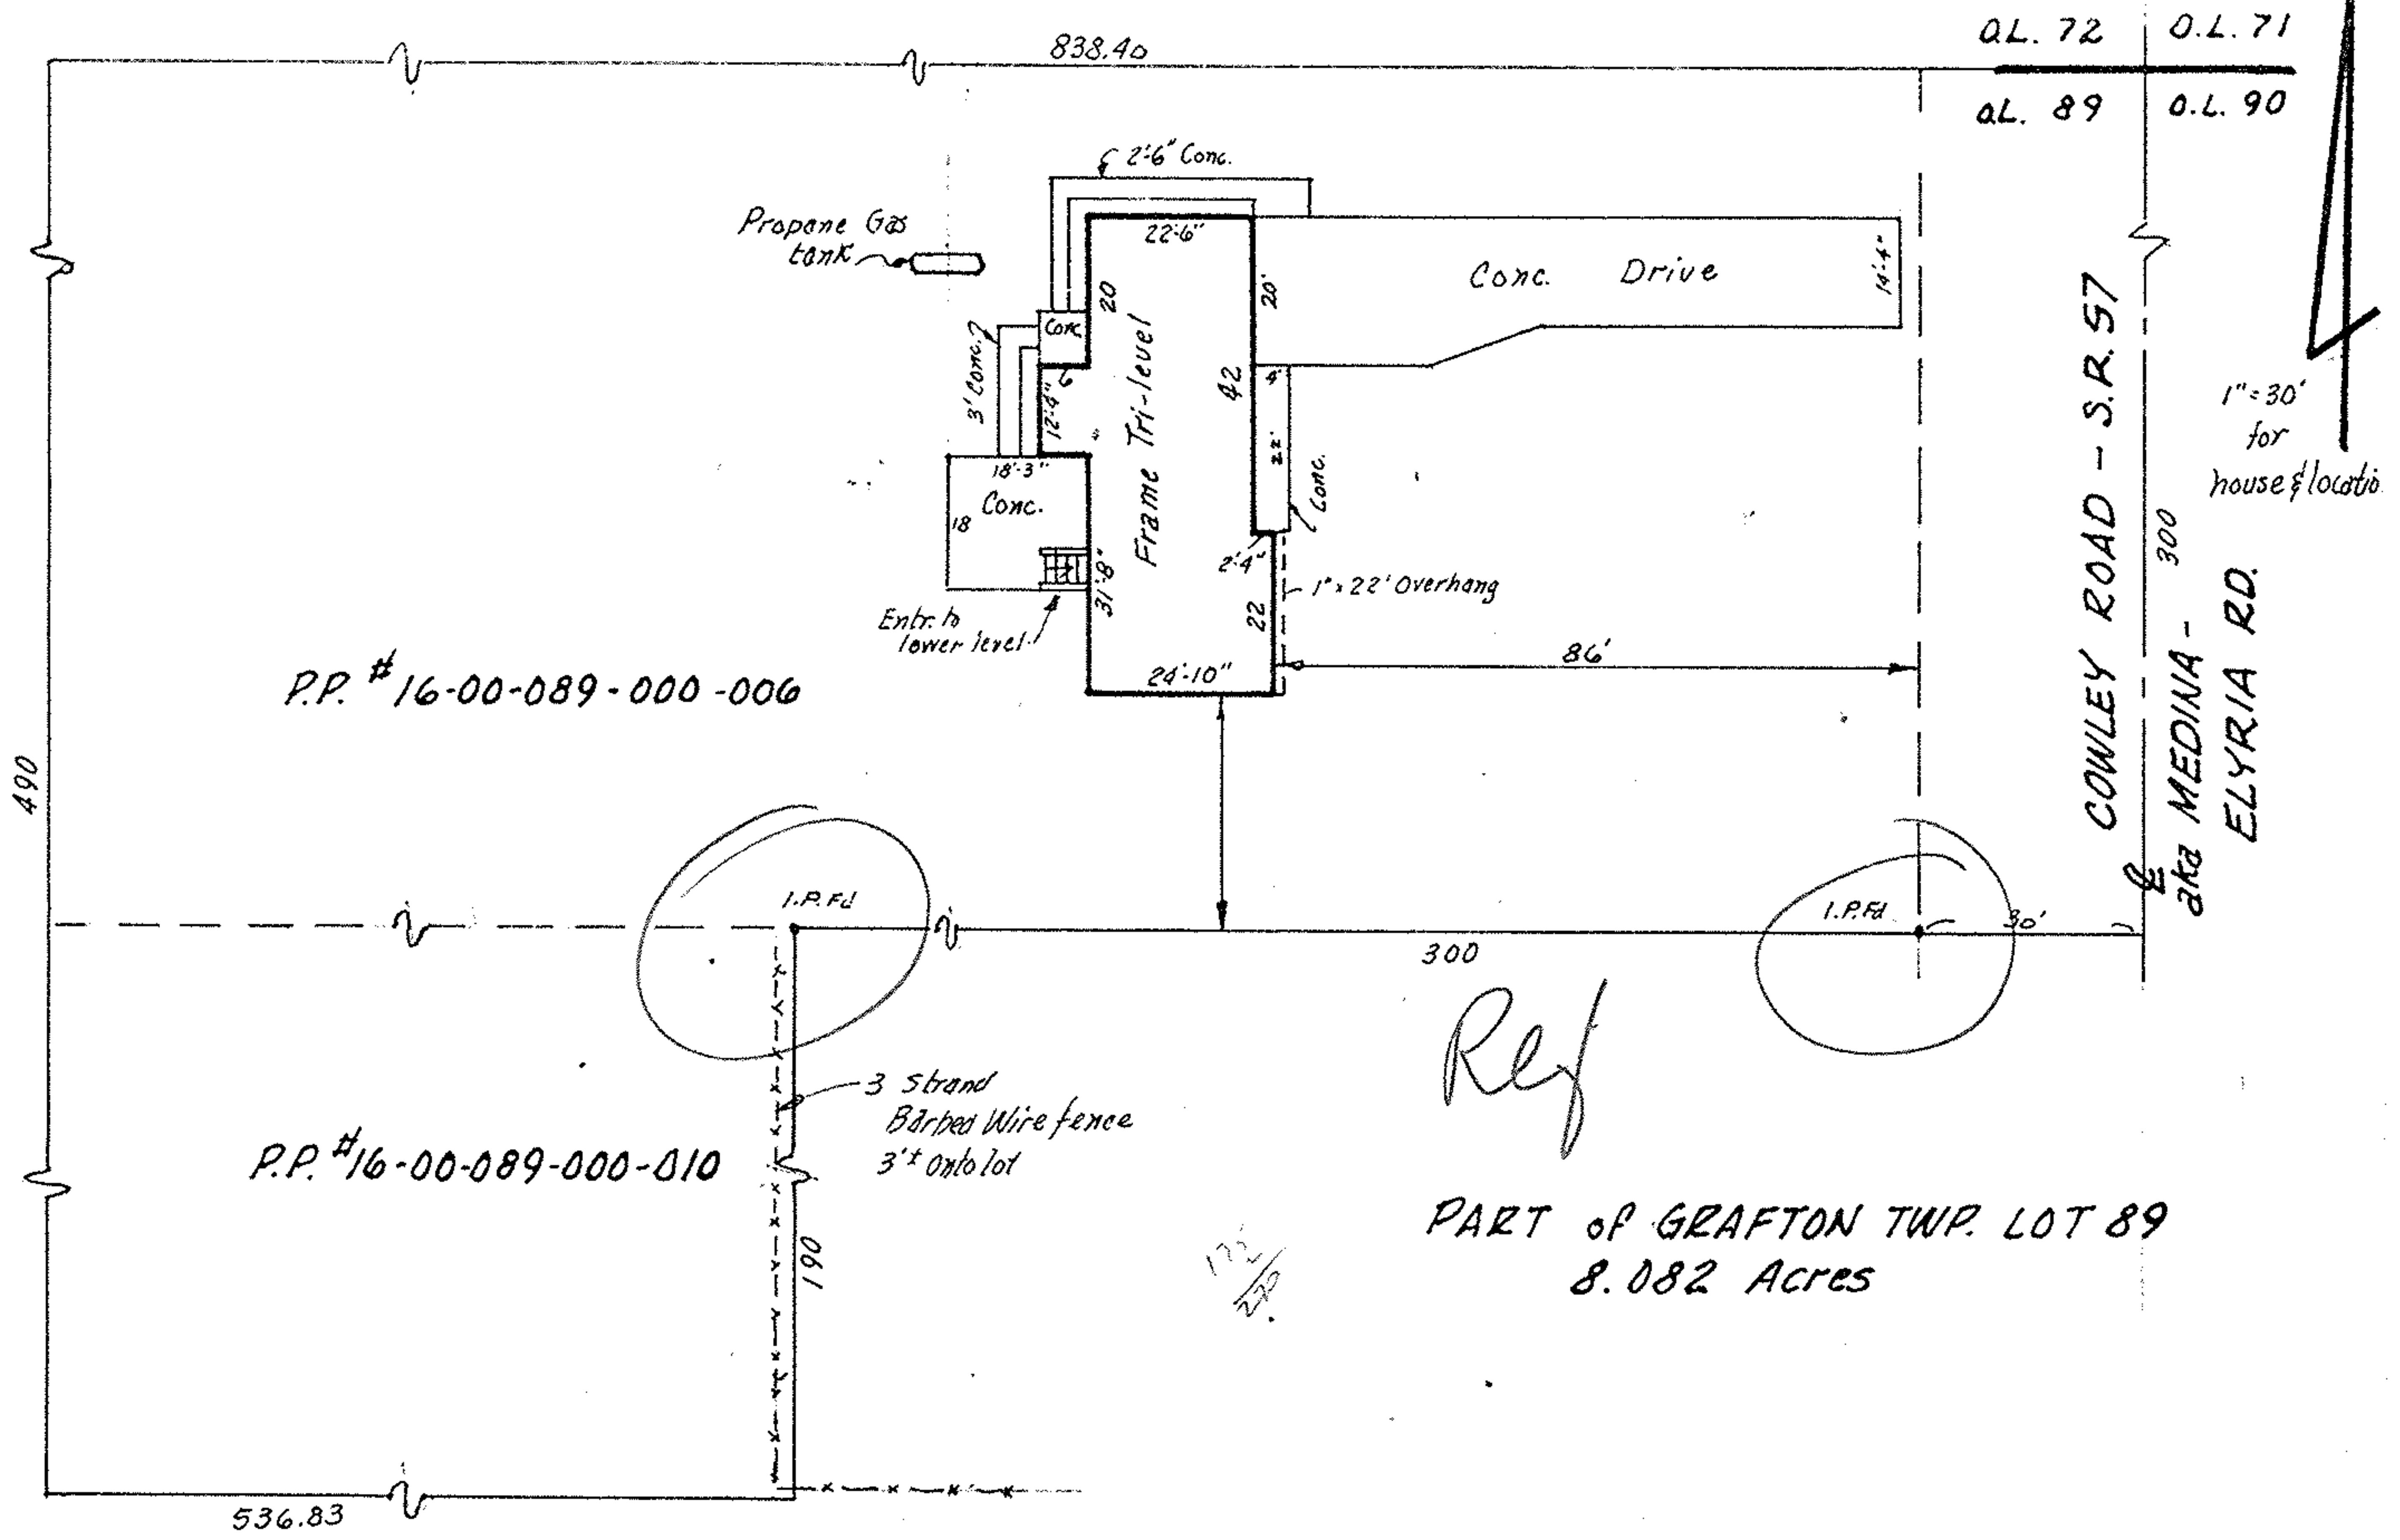 838.40
O.L. 72
O.L. 71
O.L. 89
O.L. 90
2'-6" Conc.
Propane Gas
tank
22'-6"
20
20'
Conc. Drive
14'-4"
Conc
3' Conc.
6
12'-4"
Frame Tri-level
42
4'
22'
Conc.
18'-3"
Conc.
18
2'-4"
31'-8"
1' x 22' Overhang
22
Entr. to
lower level
86'
24'-10"
COWLEY ROAD - S.R. 57
300
aka MEDINA -
ELYRIA RD.
1" = 30'
for
house & locatio
P.P. # 16-00-089-000-006
490
I.P. Fd
I.P. Fd
30'
300
Ref
3 strand
Barbed Wire fence
3'± onto lot
P.P. # 16-00-089-000-010
190
PART of GRAFTON TWP. LOT 89
8.082 Acres
536.83